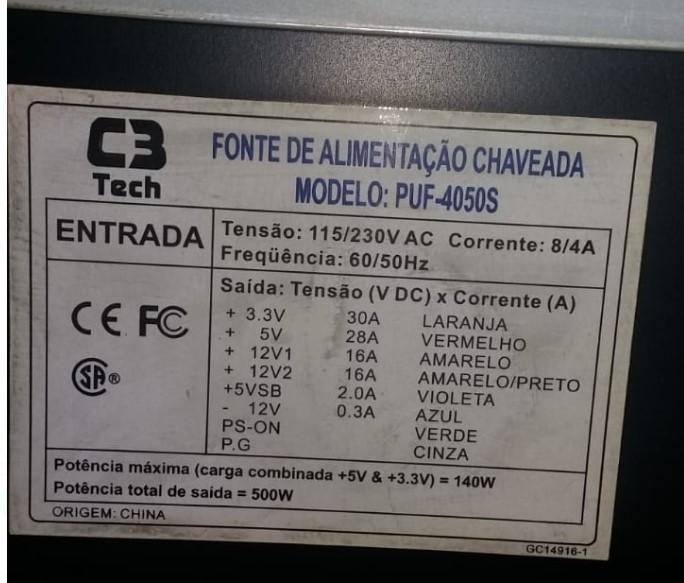 C3
Tech
FONTE DE ALIMENTAÇÃO CHAVEADA
MODELO: PUF-4050S
ENTRADA
Tensão: 115/230V AC Corrente: 8/4A
Freqüência: 60/50Hz
CE FC
SA ®
Saída: Tensão (V DC) x Corrente (A)
+ 3.3V 30A LARANJA
+ 5V 28A VERMELHO
+ 12V1 16A AMARELO
+ 12V2 16A AMARELO/PRETO
+5VSB 2.0A VIOLETA
- 12V 0.3A AZUL
PS-ON VERDE
P.G CINZA
Potência máxima (carga combinada +5V & +3.3V) = 140W
Potência total de saída = 500W
ORIGEM: CHINA
GC14916-1